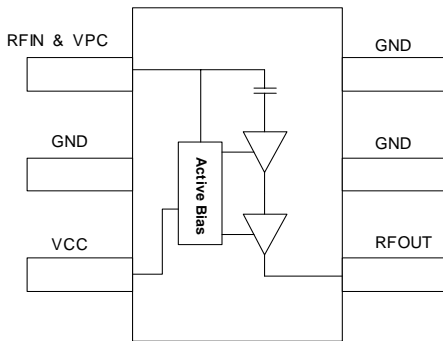 RFIN & VPC
GND
GND
GND
Active Bias
VCC
RFOUT